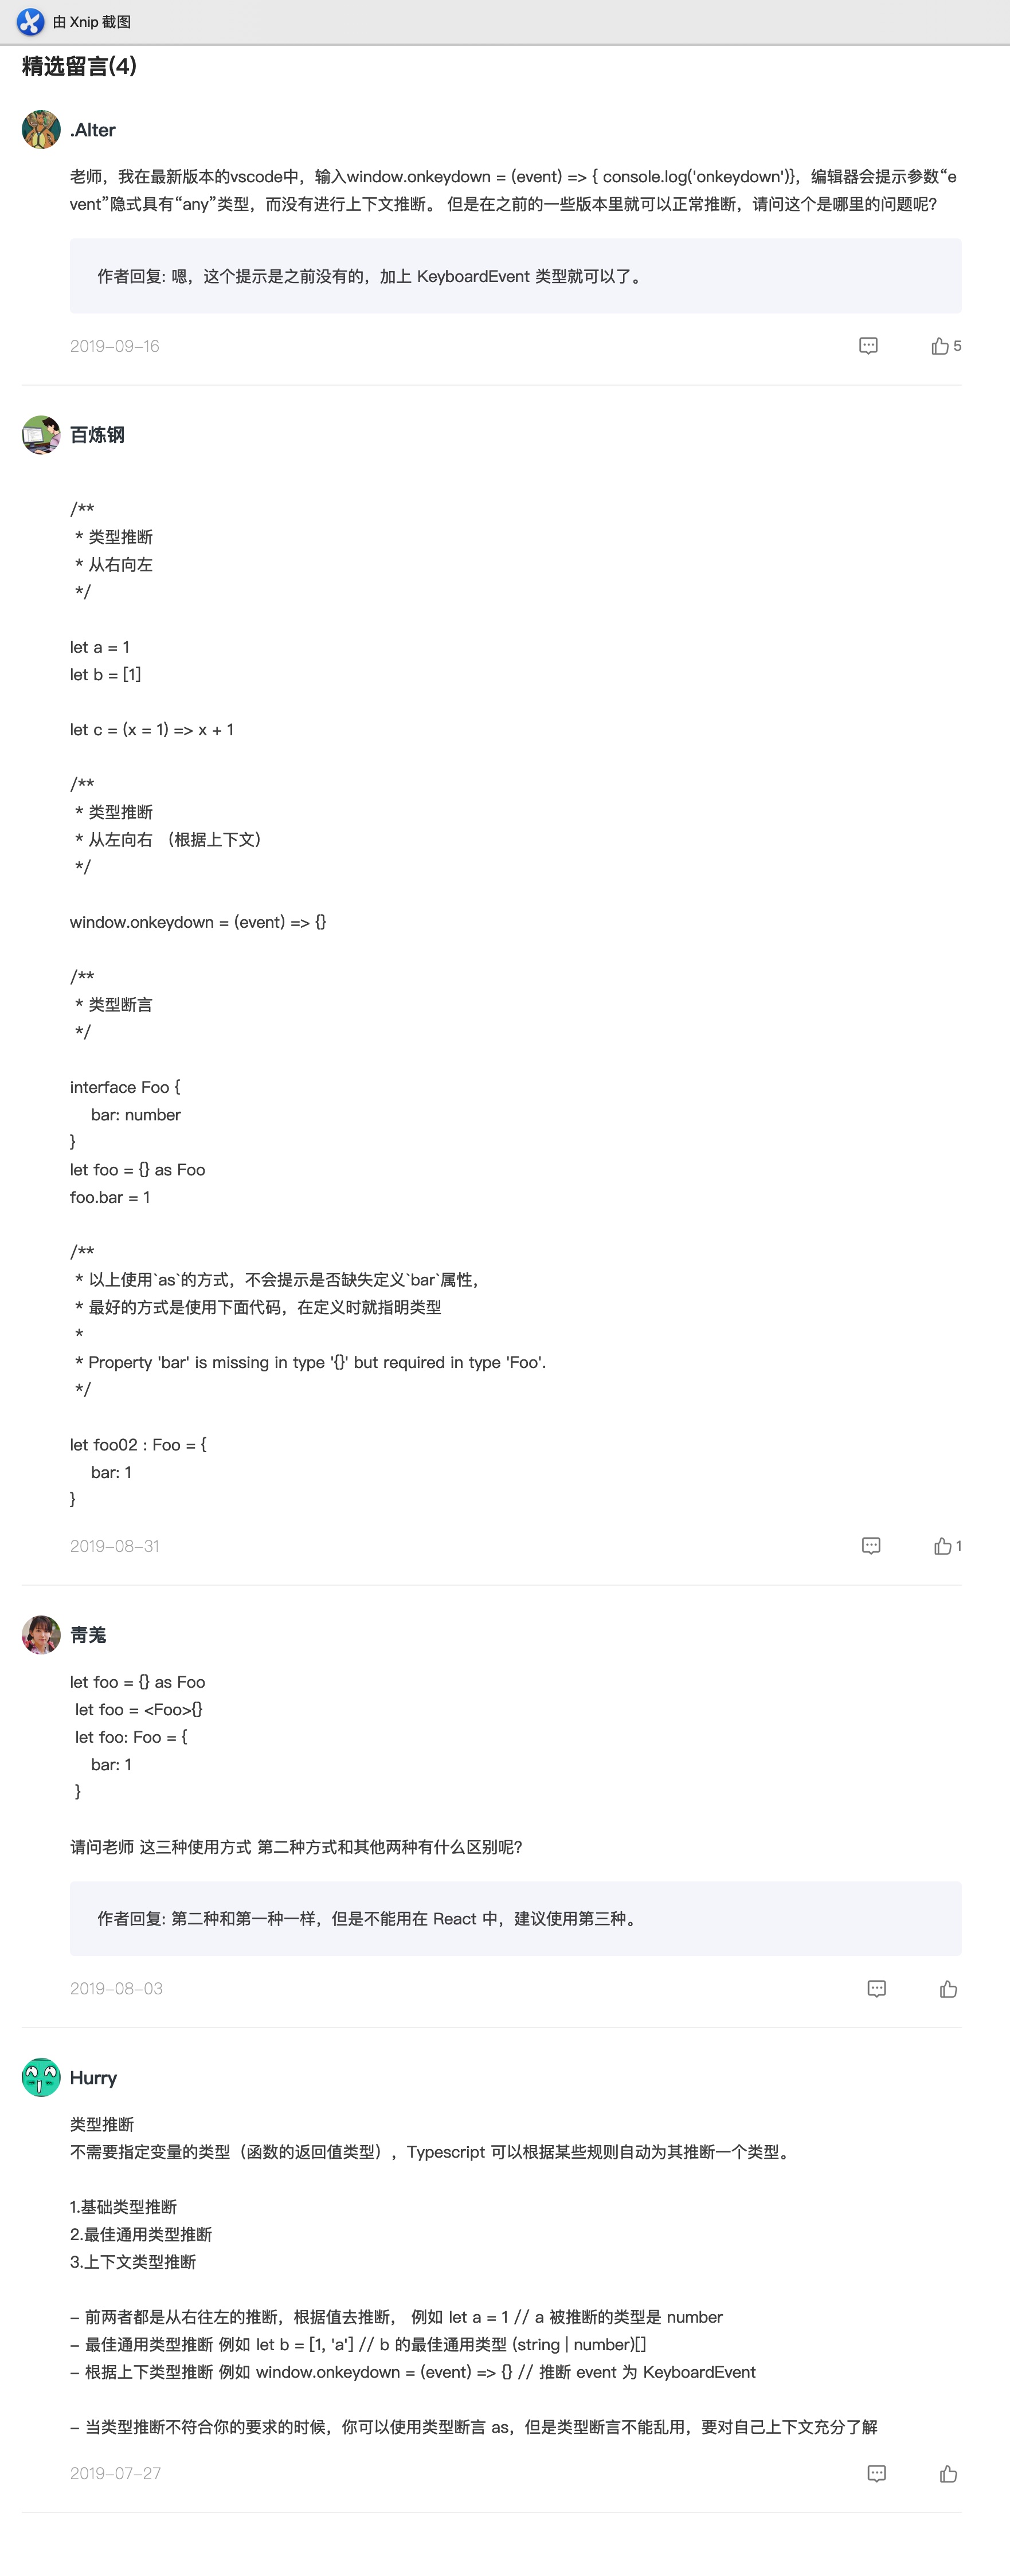 由 Xnip 截图
精选留言(4)
.Alter
老师，我在最新版本的vscode中，输入window.onkeydown = (event) => { console.log('onkeydown')}，编辑器会提示参数“e
vent”隐式具有“any”类型，而没有进行上下文推断。 但是在之前的一些版本里就可以正常推断，请问这个是哪里的问题呢?
作者回复: 嗯，这个提示是之前没有的，加上 KeyboardEvent 类型就可以了。
2019-09-16
5
百炼钢
/**
 * 类型推断
 * 从右向左
 */
let a = 1
let b = [1]
let c = (x = 1) => x + 1
/**
 * 类型推断
 * 从左向右 （根据上下文）
 */
window.onkeydown = (event) => {}
/**
 * 类型断言
 */
interface Foo {
    bar: number
}
let foo = {} as Foo
foo.bar = 1
/**
 * 以上使用`as`的方式，不会提示是否缺失定义`bar`属性，
 * 最好的方式是使用下面代码，在定义时就指明类型
 *
 * Property 'bar' is missing in type '{}' but required in type 'Foo'.
 */
let foo02 : Foo = {
    bar: 1
}
2019-08-31
1
靑羗
let foo = {} as Foo
 let foo = <Foo>{}
 let foo: Foo = {
    bar: 1
 }
请问老师 这三种使用方式 第二种方式和其他两种有什么区别呢?
作者回复: 第二种和第一种一样，但是不能用在 React 中，建议使用第三种。
2019-08-03
Hurry
类型推断
不需要指定变量的类型（函数的返回值类型），Typescript 可以根据某些规则自动为其推断一个类型。
1.基础类型推断
2.最佳通用类型推断
3.上下文类型推断
- 前两者都是从右往左的推断，根据值去推断， 例如 let a = 1 // a 被推断的类型是 number
- 最佳通用类型推断 例如 let b = [1, 'a'] // b 的最佳通用类型 (string | number)[]
- 根据上下类型推断 例如 window.onkeydown = (event) => {} // 推断 event 为 KeyboardEvent
- 当类型推断不符合你的要求的时候，你可以使用类型断言 as，但是类型断言不能乱用，要对自己上下文充分了解
2019-07-27